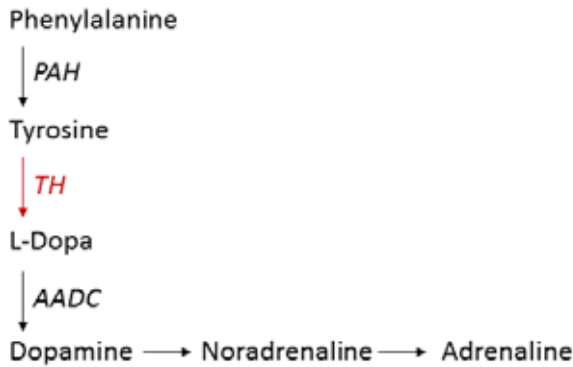 Phenylalanine
PAH
Tyrosine
TH
L-Dopa
AADC
Dopamine → Noradrenaline → Adrenaline